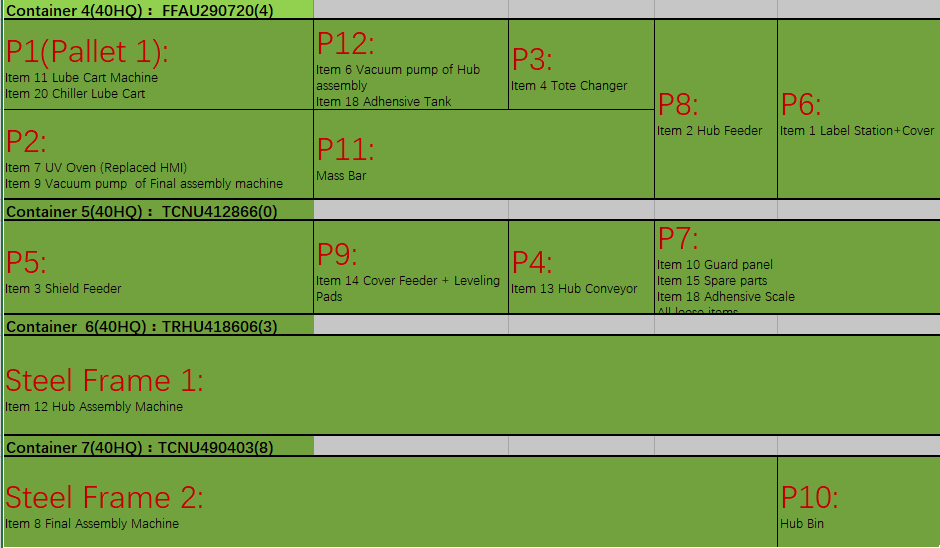 Container 4(40HQ)： FFAU290720(4)
P1(Pallet 1):
Item 11 Lube Cart Machine
Item 20 Chiller Lube Cart
P12:
Item 6 Vacuum pump of Hub
assembly
Item 18 Adhensive Tank
P3:
Item 4 Tote Changer
P8:
Item 2 Hub Feeder
P6:
Item 1 Label Station+Cover
P2:
Item 7 UV Oven (Replaced HMI)
Item 9 Vacuum pump  of Final assembly machine
P11:
Mass Bar
Container 5(40HQ)： TCNU412866(0)
P5:
Item 3 Shield Feeder
P9:
Item 14 Cover Feeder + Leveling
Pads
P4:
Item 13 Hub Conveyor
P7:
Item 10 Guard panel
Item 15 Spare parts
Item 18 Adhensive Scale
All loose items
Container  6(40HQ)：TRHU418606(3)
Steel Frame 1:
Item 12 Hub Assembly Machine
Container 7(40HQ)：TCNU490403(8)
Steel Frame 2:
Item 8 Final Assembly Machine
P10:
Hub Bin